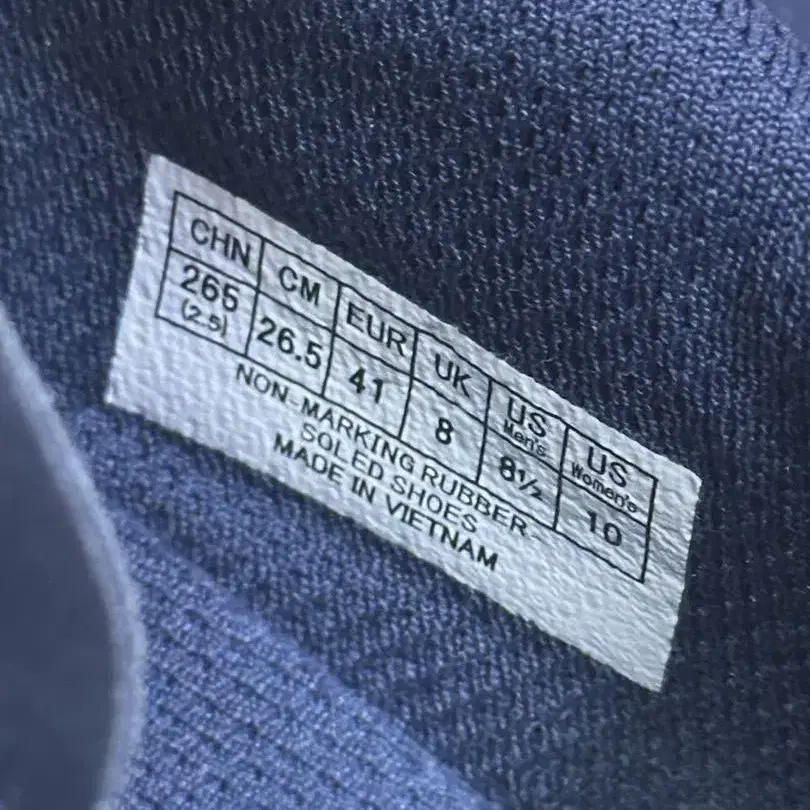 CHN CM EUR UK US Men's US Women's
265 (2.5) 26.5 41 8 8½ 10
NON-MARKING RUBBER
SOLED SHOES
MADE IN VIETNAM